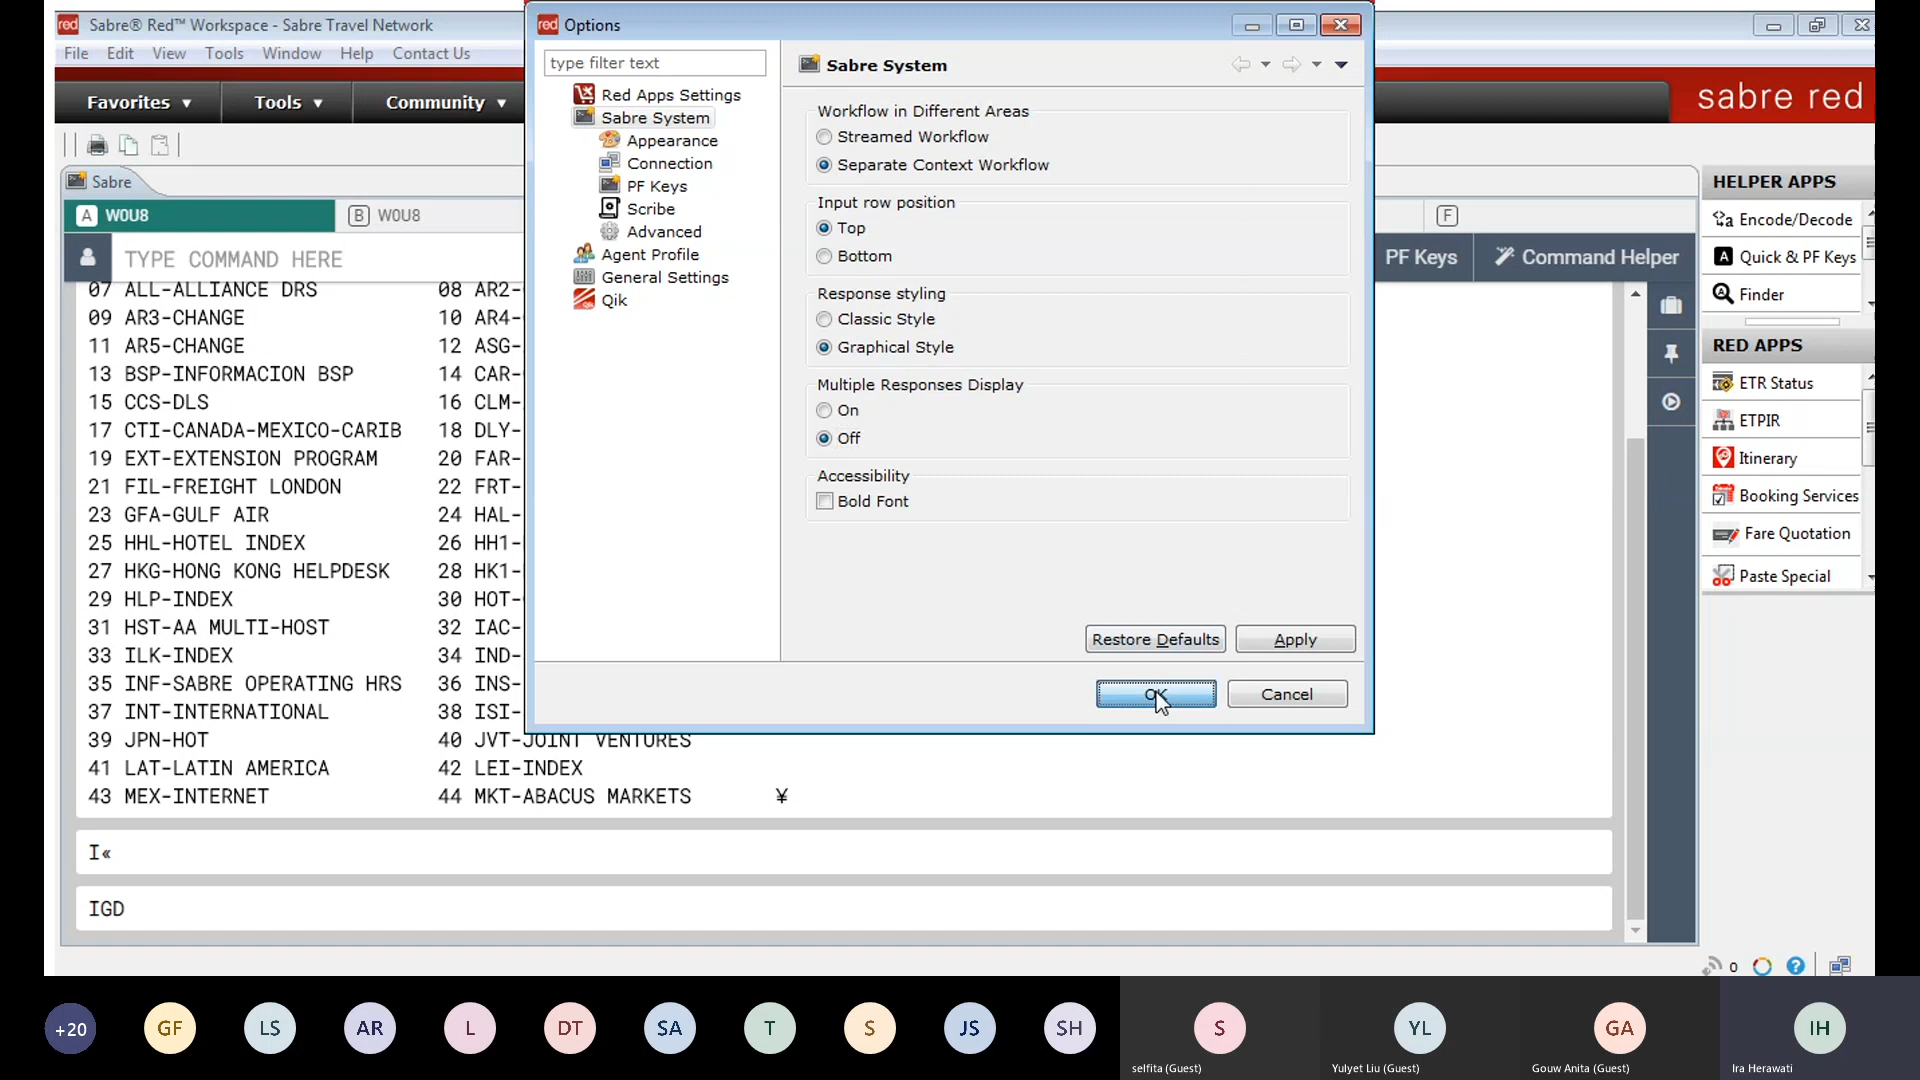 red Sabre® Red™ Workspace - Sabre Travel Network
File Edit View Tools Window Help Contact Us
Favorites ▼ Tools ▼ Community ▼
sabre red
Sabre
A W0U8 B W0U8 F
TYPE COMMAND HERE
PF Keys Command Helper
07 ALL-ALLIANCE DRS 08 AR2-
09 AR3-CHANGE 10 AR4-
11 AR5-CHANGE 12 ASG-
13 BSP-INFORMACION BSP 14 CAR-
15 CCS-DLS 16 CLM-
17 CTI-CANADA-MEXICO-CARIB 18 DLY-
19 EXT-EXTENSION PROGRAM 20 FAR-
21 FIL-FREIGHT LONDON 22 FRT-
23 GFA-GULF AIR 24 HAL-
25 HHL-HOTEL INDEX 26 HH1-
27 HKG-HONG KONG HELPDESK 28 HK1-
29 HLP-INDEX 30 HOT-
31 HST-AA MULTI-HOST 32 IAC-
33 ILK-INDEX 34 IND-
35 INF-SABRE OPERATING HRS 36 INS-
37 INT-INTERNATIONAL 38 ISI-
39 JPN-HOT 40 JVT-JOINT VENTURES
41 LAT-LATIN AMERICA 42 LEI-INDEX
43 MEX-INTERNET 44 MKT-ABACUS MARKETS ¥
I«
IGD
red Options
type filter text
Red Apps Settings
Sabre System
Appearance
Connection
PF Keys
Scribe
Advanced
Agent Profile
General Settings
Qik
Sabre System
Workflow in Different Areas
Streamed Workflow
Separate Context Workflow
Input row position
Top
Bottom
Response styling
Classic Style
Graphical Style
Multiple Responses Display
On
Off
Accessibility
Bold Font
Restore Defaults Apply
OK Cancel
HELPER APPS
Encode/Decode
A Quick & PF Keys
Finder
RED APPS
ETR Status
ETPIR
Itinerary
Booking Services
Fare Quotation
Paste Special
0
+20 GF LS AR L DT SA T S JS SH S YL GA IH
selfita (Guest) Yulyet Liu (Guest) Gouw Anita (Guest) Ira Herawati